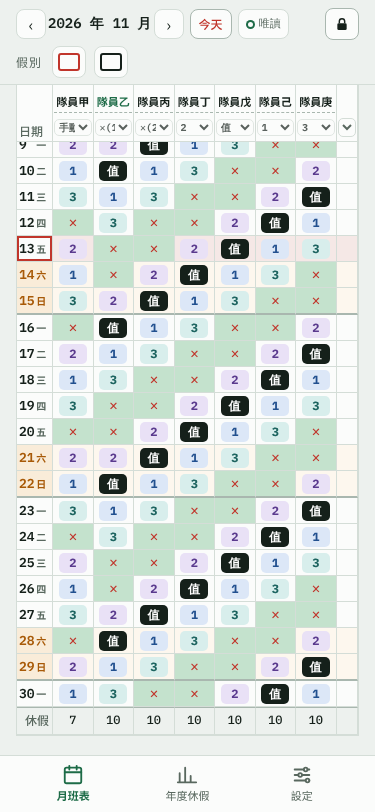 ‹ 2026 年 11 月 › 今天 唯讀
假別
日期 隊員甲 隊員乙 隊員丙 隊員丁 隊員戊 隊員己 隊員庚
×(1 ×(2 2 值 1 3
9 一 2 2 值 1 3 × ×
10 二 1 值 1 3 × × 2
11 三 3 1 3 × × 2 值
12 四 × 3 × × 2 值 1
13 五 2 × × 2 值 1 3
14 六 1 × 2 值 1 3 ×
15 日 3 2 值 1 3 × ×
16 一 × 值 1 3 × × 2
17 二 2 1 3 × × 2 值
18 三 1 3 × × 2 值 1
19 四 3 × × 2 值 1 3
20 五 × × 2 值 1 3 ×
21 六 2 2 值 1 3 × ×
22 日 1 值 1 3 × × 2
23 一 3 1 3 × × 2 值
24 二 × 3 × × 2 值 1
25 三 2 × × 2 值 1 3
26 四 1 × 2 值 1 3 ×
27 五 3 2 值 1 3 × ×
28 六 × 值 1 3 × × 2
29 日 2 1 3 × × 2 值
30 一 1 3 × × 2 值 1
休假 7 10 10 10 10 10 10
月班表 年度休假 設定